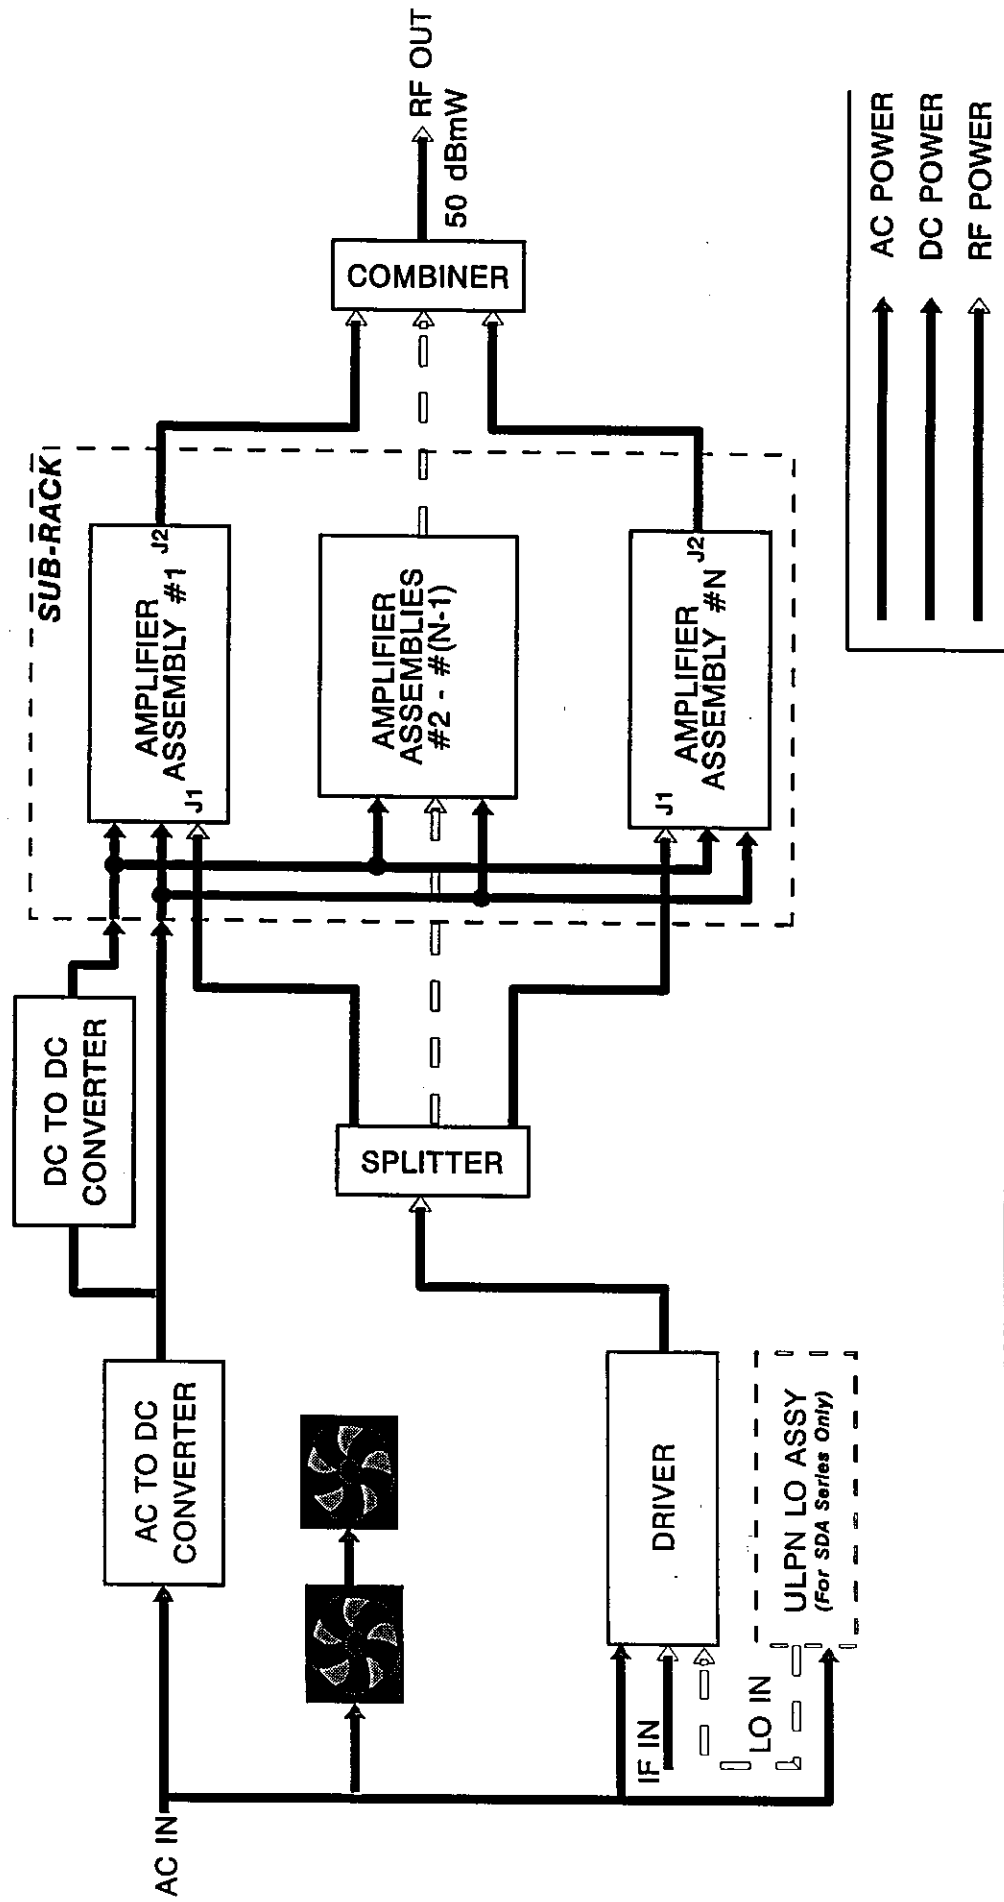 AC IN
AC TO DC
CONVERTER
DC TO DC
CONVERTER
SUB-RACK
AMPLIFIER
ASSEMBLY #1
J1
J2
AMPLIFIER
ASSEMBLIES
#2 - #(N-1)
AMPLIFIER
ASSEMBLY #N
J1
J2
COMBINER
RF OUT
50 dBmW
SPLITTER
DRIVER
IF IN
LO IN
ULPN LO ASSY
(For SDA Series Only)
AC POWER
DC POWER
RF POWER